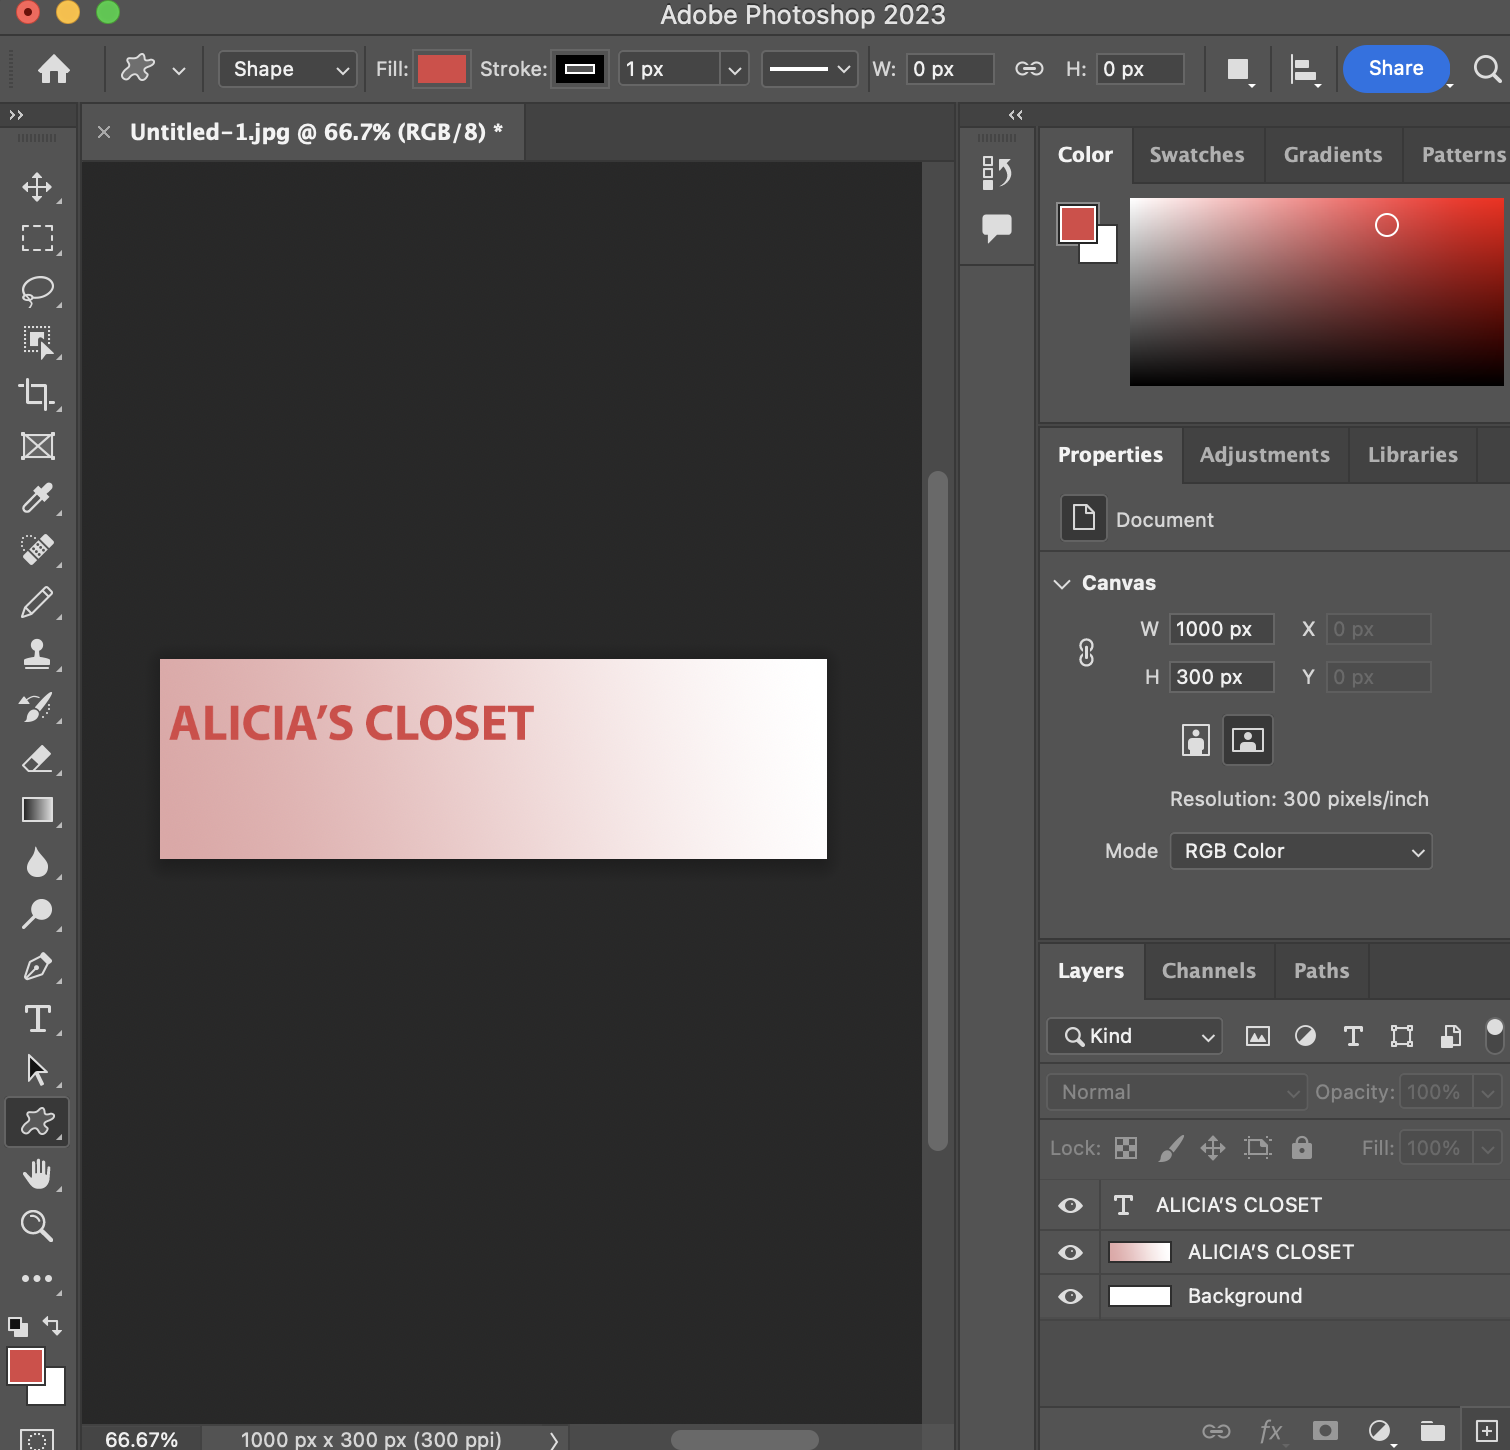 Adobe Photoshop 2023
Shape Fill: Stroke: 1 px W: 0 px H: 0 px Share
Untitled-1.jpg @ 66.7% (RGB/8) *
Color Swatches Gradients Patterns
Properties Adjustments Libraries
Document
Canvas
W 1000 px X 0 px
H 300 px Y 0 px
ALICIA’S CLOSET
Resolution: 300 pixels/inch
Mode RGB Color
Layers Channels Paths
Kind
Normal Opacity: 100%
Lock: Fill: 100%
ALICIA’S CLOSET
ALICIA’S CLOSET
Background
fx
66.67% 1000 px x 300 px (300 ppi)